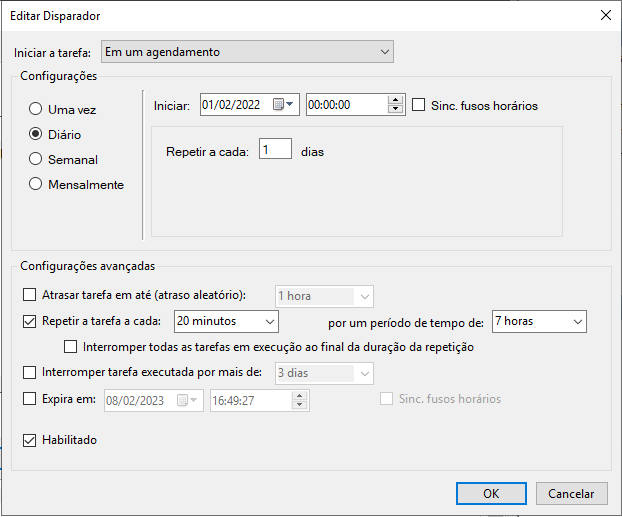 Editar Disparador
Iniciar a tarefa: Em um agendamento
Configurações
Uma vez
Diário
Semanal
Mensalmente
Iniciar: 01/02/2022 00:00:00 Sinc. fusos horários
Repetir a cada: 1 dias
Configurações avançadas
Atrasar tarefa em até (atraso aleatório): 1 hora
Repetir a tarefa a cada: 20 minutos por um período de tempo de: 7 horas
Interromper todas as tarefas em execução ao final da duração da repetição
Interromper tarefa executada por mais de: 3 dias
Expira em: 08/02/2023 16:49:27 Sinc. fusos horários
Habilitado
OK Cancelar